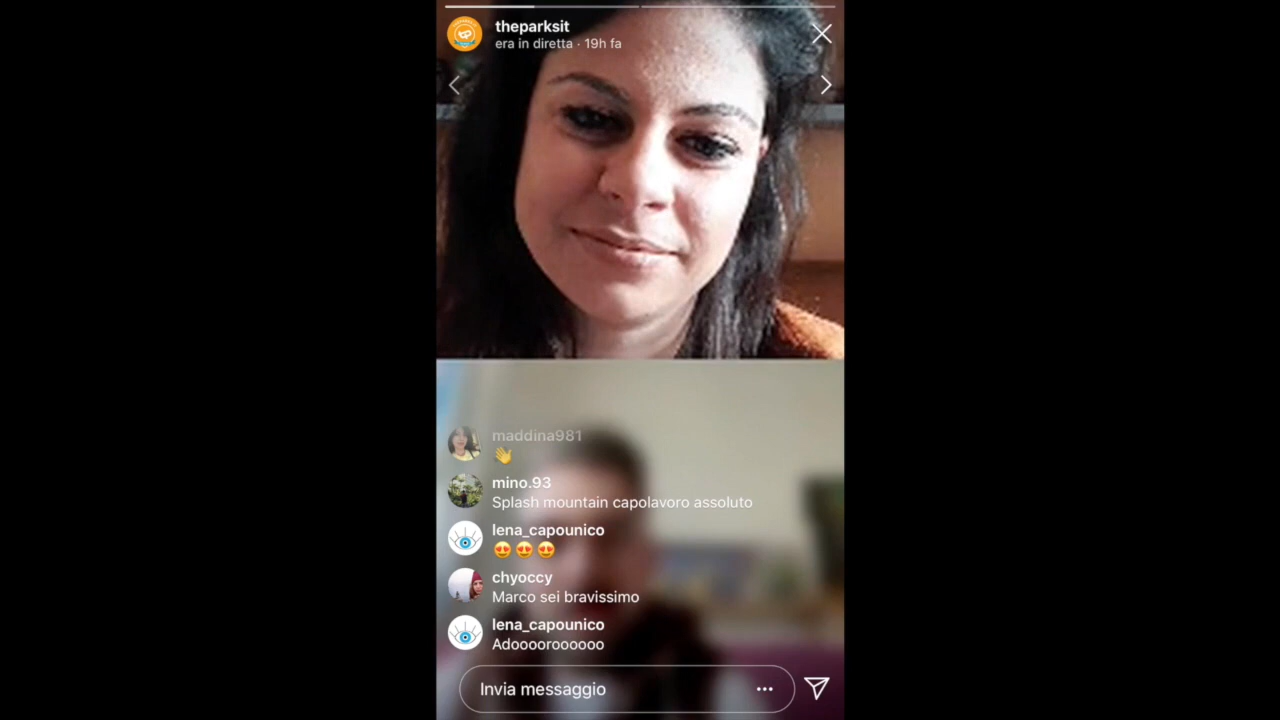 theparksit
era in diretta · 19h fa
maddina981
👋
mino.93
Splash mountain capolavoro assoluto
lena_capounico
😍😍😍
chyoccy
Marco sei bravissimo
lena_capounico
Adooooroooooo
Invia messaggio